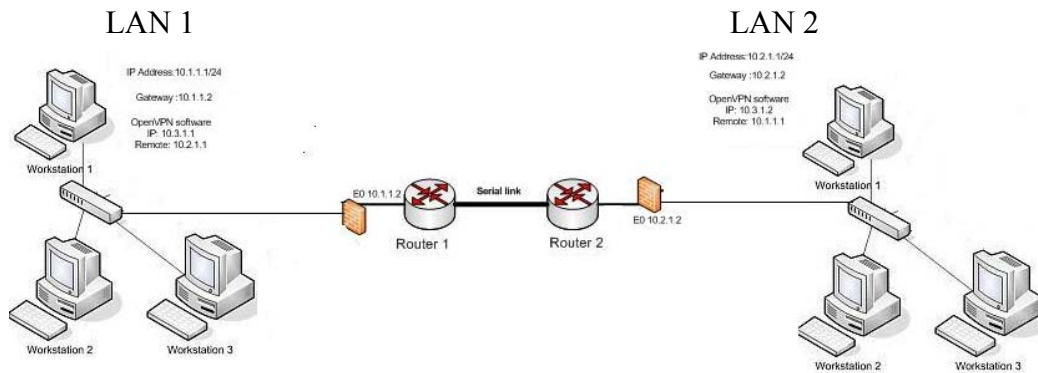 LAN 1
LAN 2
IP Address:10.1.1.1/24
Gateway :10.1.1.2
OpenVPN software
IP: 10.3.1.1
Remote: 10.2.1.1
Workstation 1
Workstation 2
Workstation 3
E0 10.1.1.2
Router 1
Serial link
Router 2
E0 10.2.1.2
IP Address:10.2.1.1/24
Gateway :10.2.1.2
OpenVPN software
IP: 10.3.1.2
Remote: 10.1.1.1
Workstation 1
Workstation 2
Workstation 3